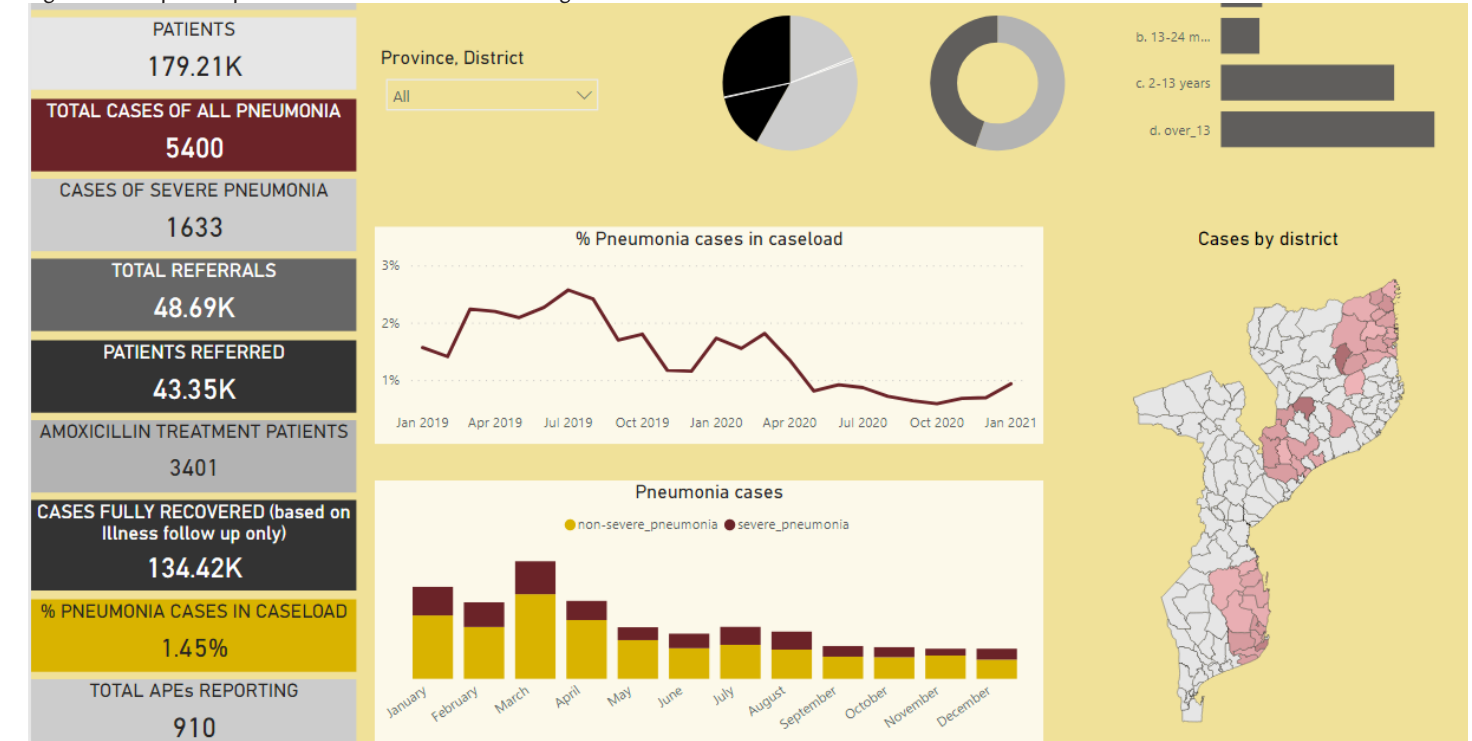 PATIENTS
179.21K
TOTAL CASES OF ALL PNEUMONIA
5400
CASES OF SEVERE PNEUMONIA
1633
TOTAL REFERRALS
48.69K
PATIENTS REFERRED
43.35K
AMOXICILLIN TREATMENT PATIENTS
3401
CASES FULLY RECOVERED (based on
Illness follow up only)
134.42K
% PNEUMONIA CASES IN CASELOAD
1.45%
TOTAL APEs REPORTING
910
Province, District
All
b. 13-24 m...
c. 2-13 years
d. over_13
% Pneumonia cases in caseload
3%
2%
1%
Jan 2019 Apr 2019 Jul 2019 Oct 2019 Jan 2020 Apr 2020 Jul 2020 Oct 2020 Jan 2021
Cases by district
Pneumonia cases
non-severe_pneumonia severe_pneumonia
January February March April May June July August September October November December